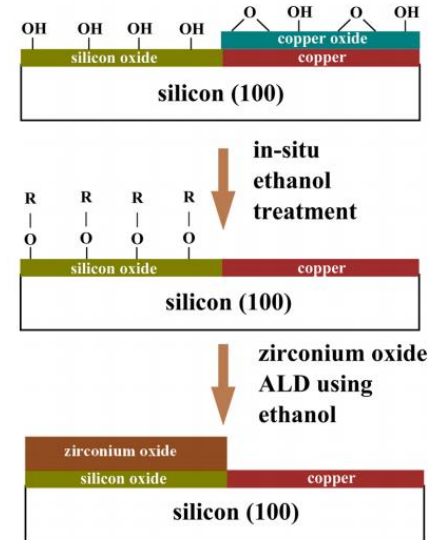 OH OH OH OH O OH O OH
copper oxide
silicon oxide copper
silicon (100)
in-situ
ethanol
treatment
R R R R
O O O O
silicon oxide copper
silicon (100)
zirconium oxide
ALD using
ethanol
zirconium oxide
silicon oxide copper
silicon (100)